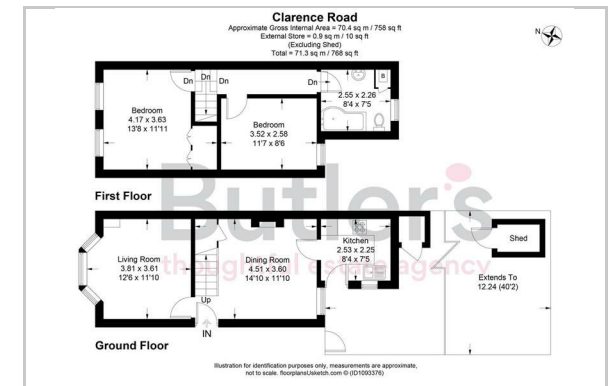 Clarence Road
Approximate Gross Internal Area = 70.4 sq m / 758 sq ft
External Store = 0.9 sq m / 10 sq ft
(Excluding Shed)
Total = 71.3 sq m / 768 sq ft
N
Dn
Dn
Dn
B
Bedroom
4.17 x 3.63
13'8 x 11'11
Bedroom
3.52 x 2.58
11'7 x 8'6
2.55 x 2.26
8'4 x 7'5
First Floor
Butler's
thoughtful estate agency
Living Room
3.81 x 3.61
12'6 x 11'10
Dining Room
4.51 x 3.60
14'10 x 11'10
Kitchen
2.53 x 2.25
8'4 x 7'5
Shed
Extends To
12.24 (40'2)
Up
IN
Ground Floor
Illustration for identification purposes only, measurements are approximate,
not to scale. floorplansUsketch.com © (ID1093376)